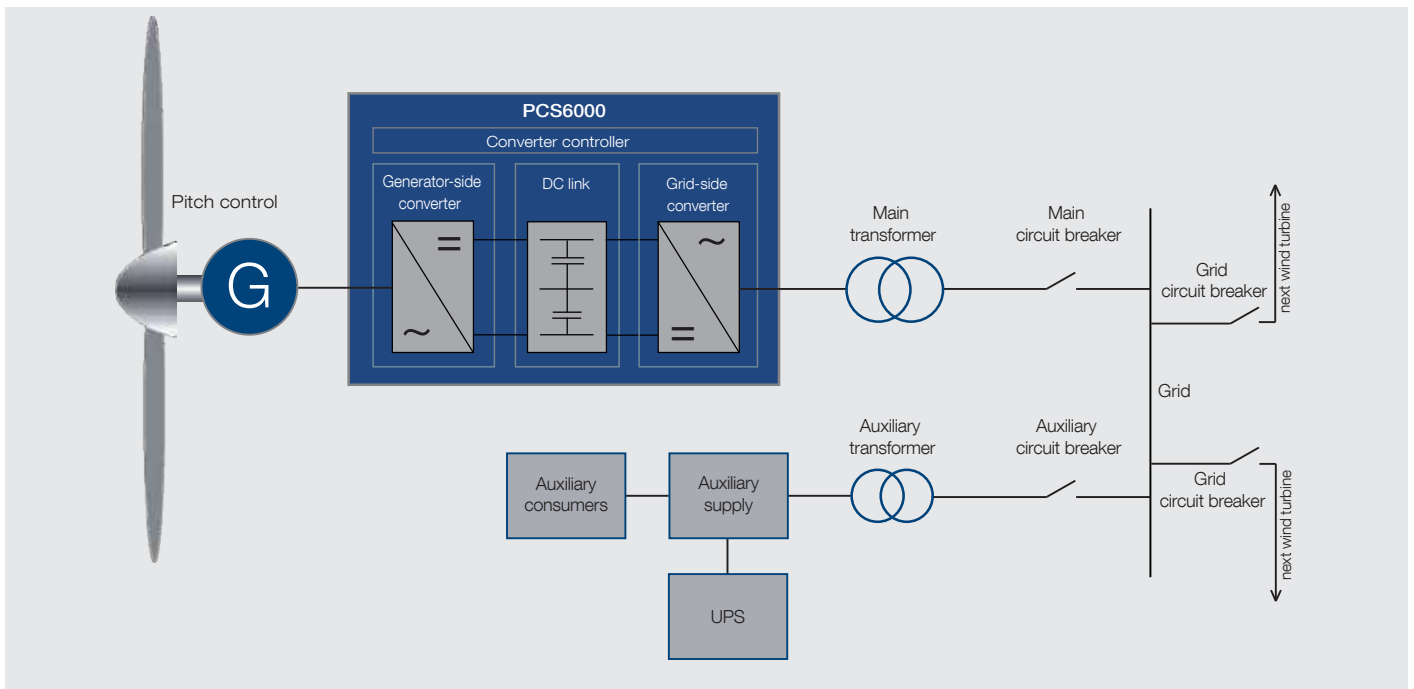 PCS6000
Converter controller
Generator-side
converter
DC link
Grid-side
converter
=
~
~
=
Pitch control
G
Main
transformer
Main
circuit breaker
Grid
circuit breaker
next wind turbine
Grid
Auxiliary
transformer
Auxiliary
circuit breaker
Grid
circuit breaker
next wind turbine
Auxiliary
consumers
Auxiliary
supply
UPS